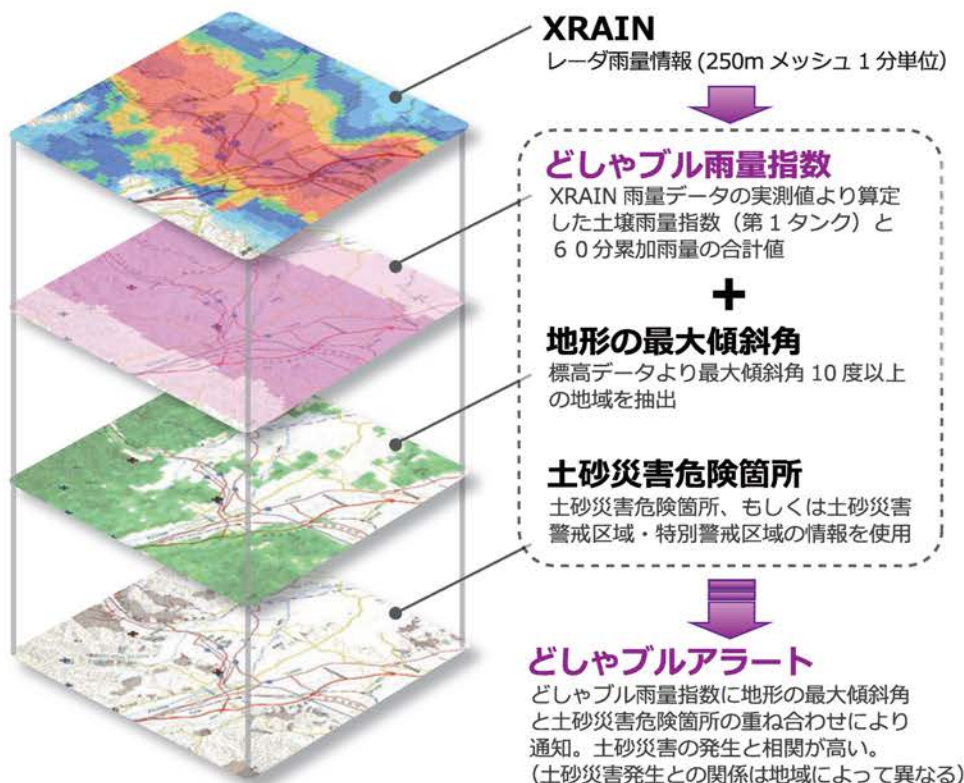 XRAIN
レーダ雨量情報 (250m メッシュ 1 分単位)
どしゃブル雨量指数
XRAIN 雨量データの実測値より算定
した土壌雨量指数（第 1 タンク）と
６０分累加雨量の合計値
+
地形の最大傾斜角
標高データより最大傾斜角 10 度以上
の地域を抽出
土砂災害危険箇所
土砂災害危険箇所、もしくは土砂災害
警戒区域・特別警戒区域の情報を使用
どしゃブルアラート
どしゃブル雨量指数に地形の最大傾斜角
と土砂災害危険箇所の重ね合わせにより
通知。土砂災害の発生と相関が高い。
(土砂災害発生との関係は地域によって異なる)